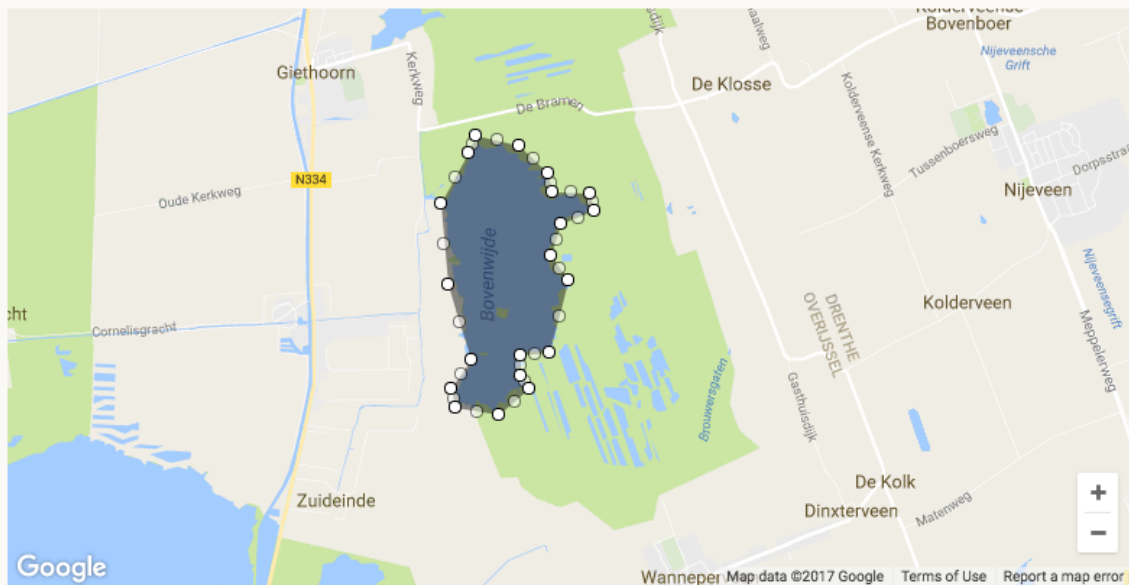 Kolderveense
Bovenboer
Nijeveensche
Grift
Giethoorn
Kerkweg
De Klosse
De Bramen
Kolderveense Kerkweg
Tussenboersweg
Dorpsstraat
N334
Oude Kerkweg
Nijeveen
Bovenwijde
Nijeveensegrift
Kolderveen
DRENTHE
OVERIJSSEL
Cornelisgracht
Meppelerweg
Brouwersgaten
Gasthuisdijk
Zuideinde
De Kolk
Dinxterveen
Matenweg
+
−
Google
Map data ©2017 Google
Terms of Use
Report a map error